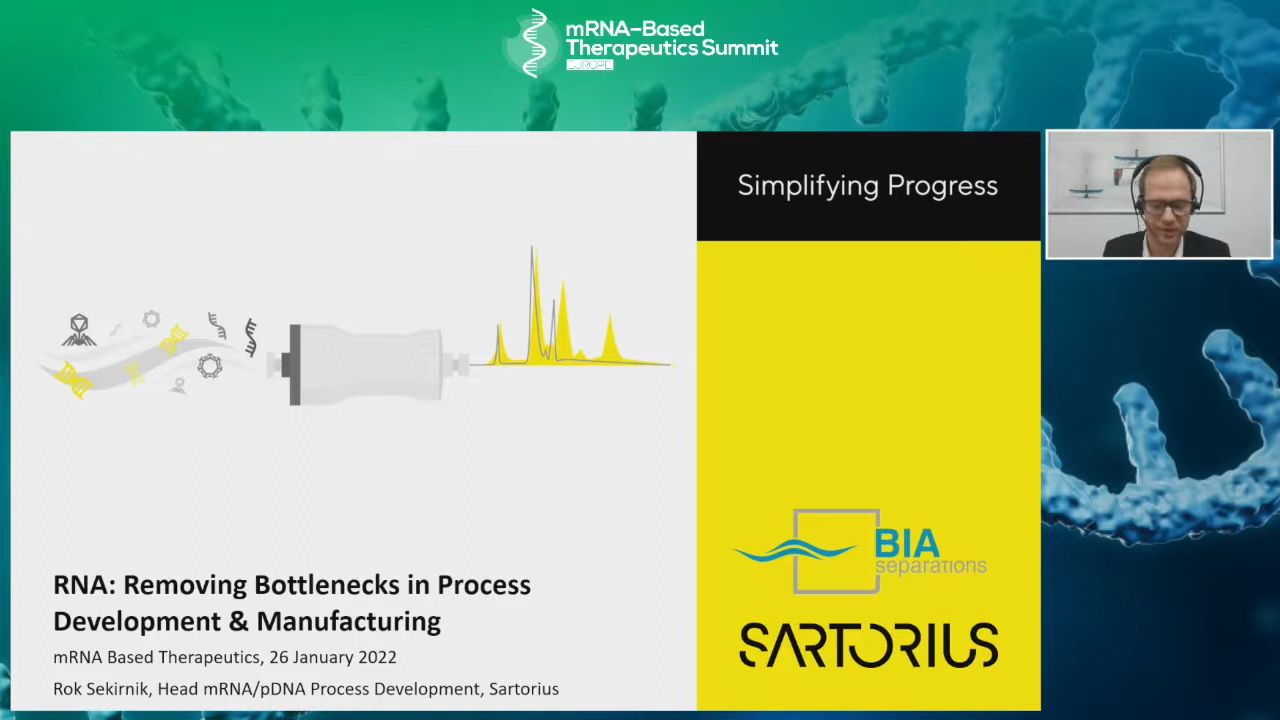 mRNA-Based
Therapeutics Summit
EUROPE
Simplifying Progress
BIA
separations
SARTORIUS
RNA: Removing Bottlenecks in Process
Development & Manufacturing
mRNA Based Therapeutics, 26 January 2022
Rok Sekirnik, Head mRNA/pDNA Process Development, Sartorius